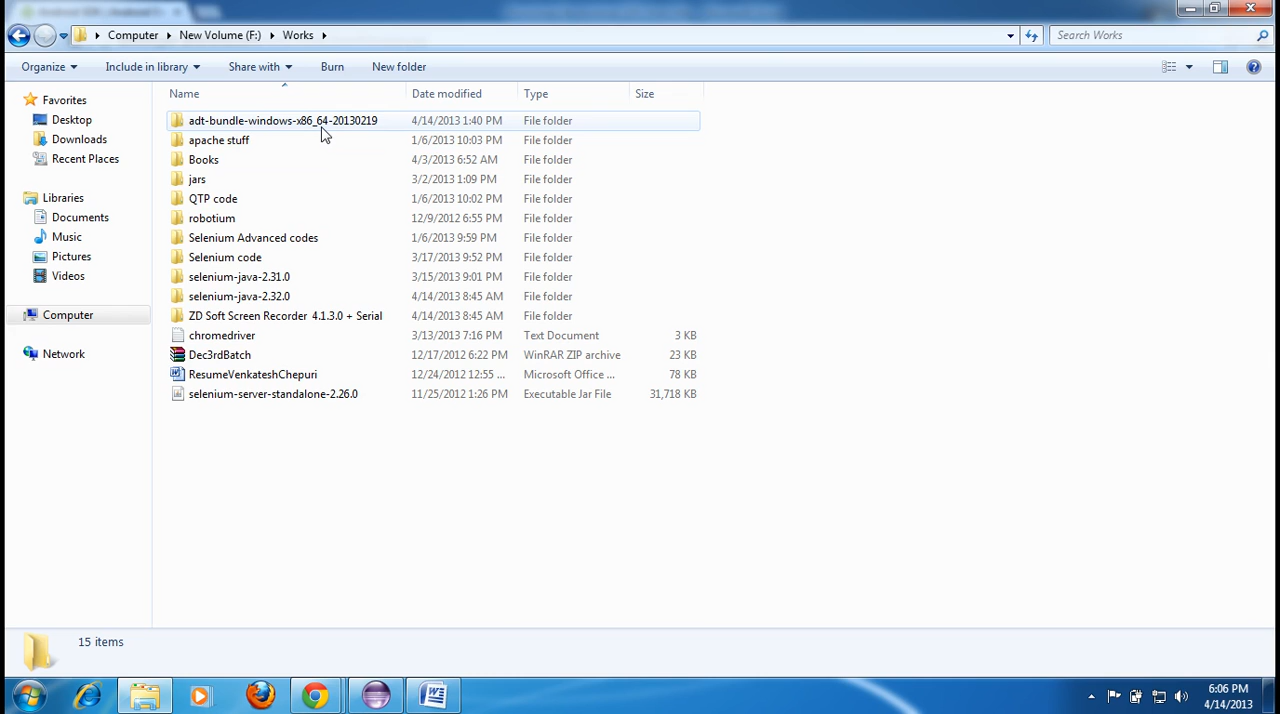 Computer New Volume (F:) Works Search Works
Organize Include in library Share with Burn New folder
Name Date modified Type Size
Favorites
Desktop
Downloads
Recent Places
Libraries
Documents
Music
Pictures
Videos
Computer
Network
adt-bundle-windows-x86_64-20130219 4/14/2013 1:40 PM File folder
apache stuff 1/6/2013 10:03 PM File folder
Books 4/3/2013 6:52 AM File folder
jars 3/2/2013 1:09 PM File folder
QTP code 1/6/2013 10:02 PM File folder
robotium 12/9/2012 6:55 PM File folder
Selenium Advanced codes 1/6/2013 9:59 PM File folder
Selenium code 3/17/2013 9:52 PM File folder
selenium-java-2.31.0 3/15/2013 9:01 PM File folder
selenium-java-2.32.0 4/14/2013 8:45 AM File folder
ZD Soft Screen Recorder 4.1.3.0 + Serial 4/14/2013 8:45 AM File folder
chromedriver 3/13/2013 7:16 PM Text Document 3 KB
Dec3rdBatch 12/17/2012 6:22 PM WinRAR ZIP archive 23 KB
ResumeVenkateshChepuri 12/24/2012 12:55 ... Microsoft Office ... 78 KB
selenium-server-standalone-2.26.0 11/25/2012 1:26 PM Executable Jar File 31,718 KB
15 items
6:06 PM
4/14/2013